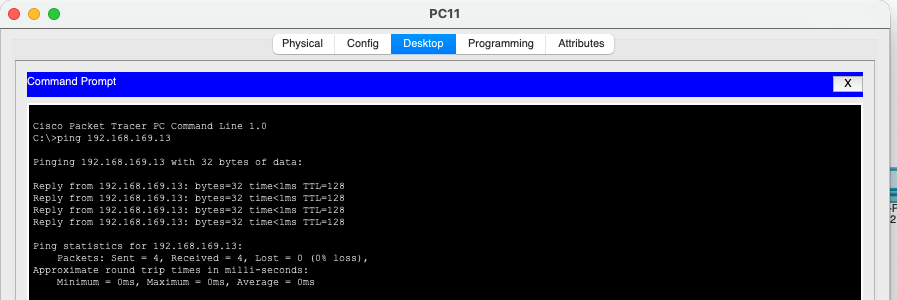 PC11
Physical Config Desktop Programming Attributes
Command Prompt
X
Cisco Packet Tracer PC Command Line 1.0
C:\>ping 192.168.169.13
Pinging 192.168.169.13 with 32 bytes of data:
Reply from 192.168.169.13: bytes=32 time<1ms TTL=128
Reply from 192.168.169.13: bytes=32 time<1ms TTL=128
Reply from 192.168.169.13: bytes=32 time<1ms TTL=128
Reply from 192.168.169.13: bytes=32 time<1ms TTL=128
Ping statistics for 192.168.169.13:
Packets: Sent = 4, Received = 4, Lost = 0 (0% loss),
Approximate round trip times in milli-seconds:
Minimum = 0ms, Maximum = 0ms, Average = 0ms